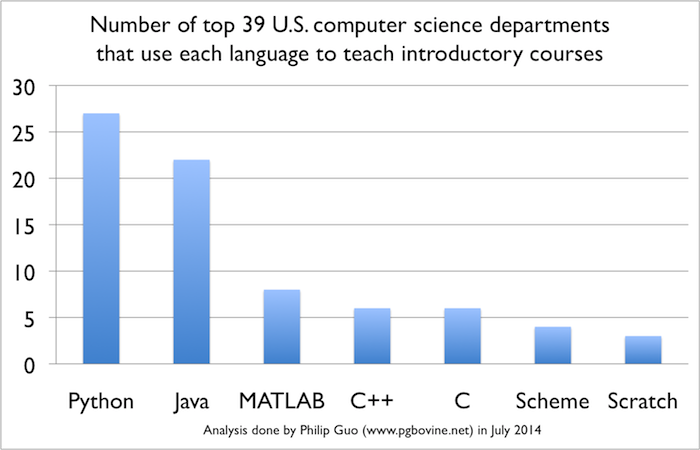 Number of top 39 U.S. computer science departments
that use each language to teach introductory courses
30
25
20
15
10
5
0
Python Java MATLAB C++ C Scheme Scratch
Analysis done by Philip Guo (www.pgbovine.net) in July 2014